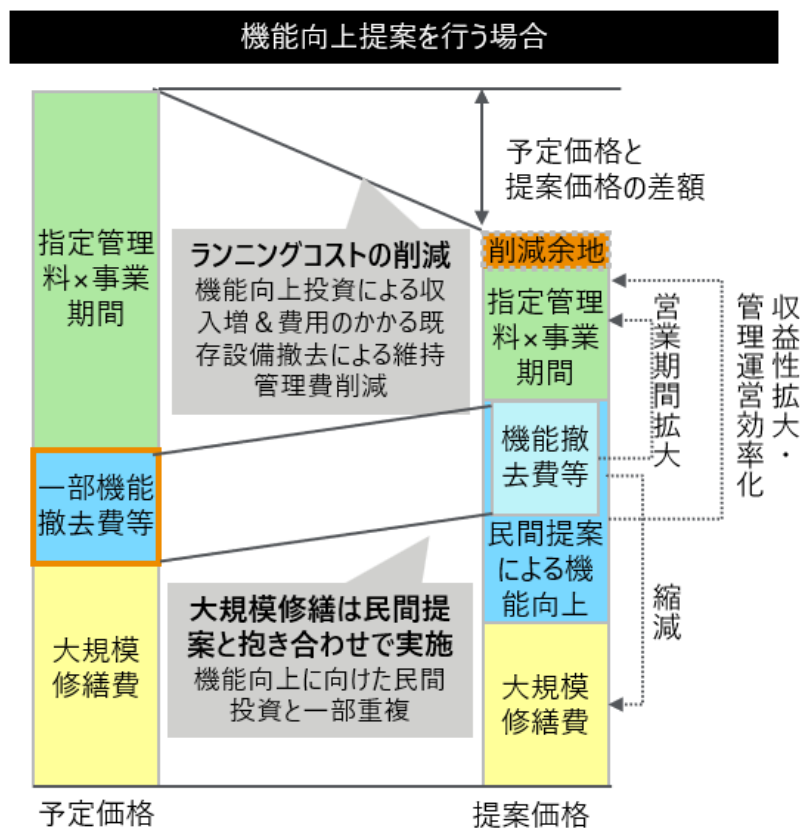 機能向上提案を行う場合
予定価格と
提案価格の差額
指定管理
料×事業
期間
ランニングコストの削減
機能向上投資による収
入増＆費用のかかる既
存設備撤去による維持
管理費削減
削減余地
指定管理
料×事業
期間
営業期間拡大
収益性拡大・
管理運営効率化
一部機能
撤去費等
機能撤
去費等
民間提案
による機
能向上
大規模修繕は民間提
案と抱き合わせで実施
機能向上に向けた民間
投資と一部重複
縮減
大規模
修繕費
大規模
修繕費
予定価格
提案価格